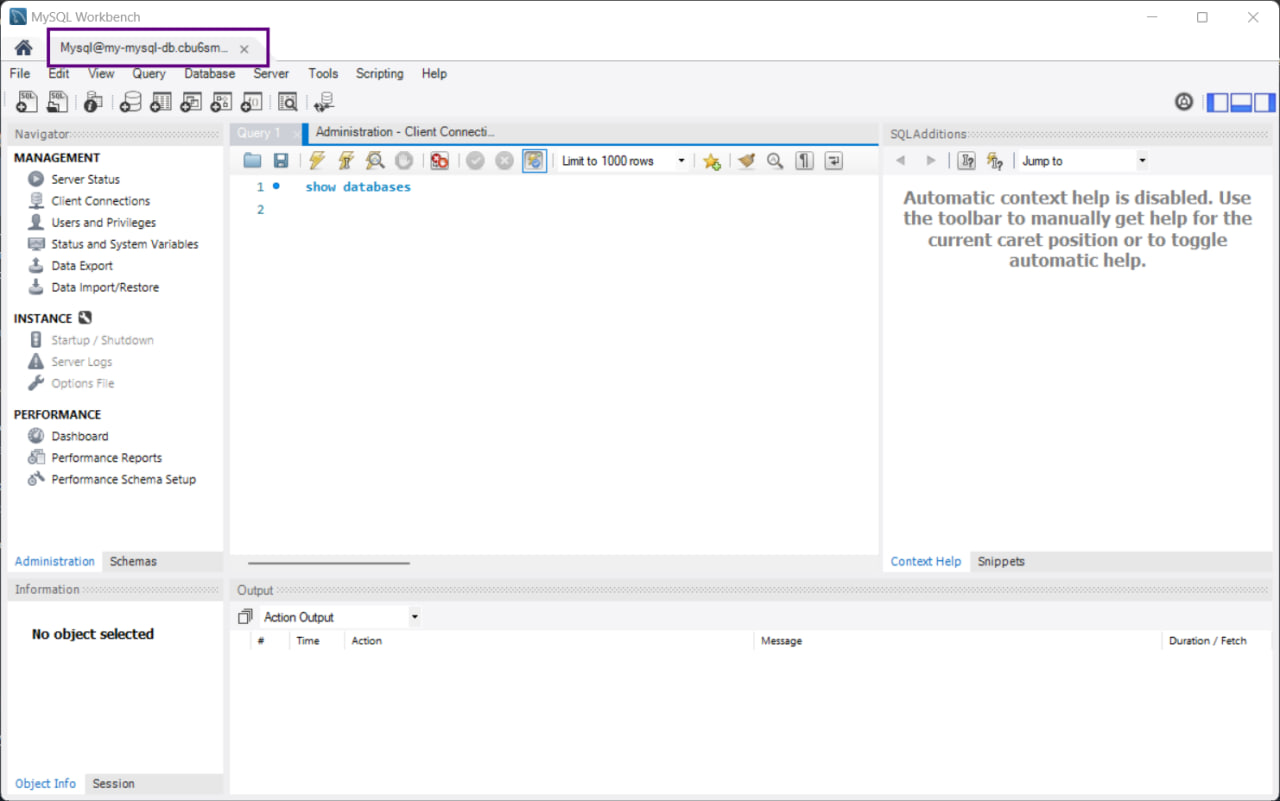 MySQL Workbench
Mysql@my-mysql-db.cbu6sm...
File Edit View Query Database Server Tools Scripting Help
Navigator
MANAGEMENT
Server Status
Client Connections
Users and Privileges
Status and System Variables
Data Export
Data Import/Restore
INSTANCE
Startup / Shutdown
Server Logs
Options File
PERFORMANCE
Dashboard
Performance Reports
Performance Schema Setup
Administration Schemas
Information
No object selected
Object Info Session
Query 1 Administration - Client Connecti...
Limit to 1000 rows
1 show databases
2
Output
Action Output
# Time Action Message Duration / Fetch
SQLAdditions
Jump to
Automatic context help is disabled. Use
the toolbar to manually get help for the
current caret position or to toggle
automatic help.
Context Help Snippets